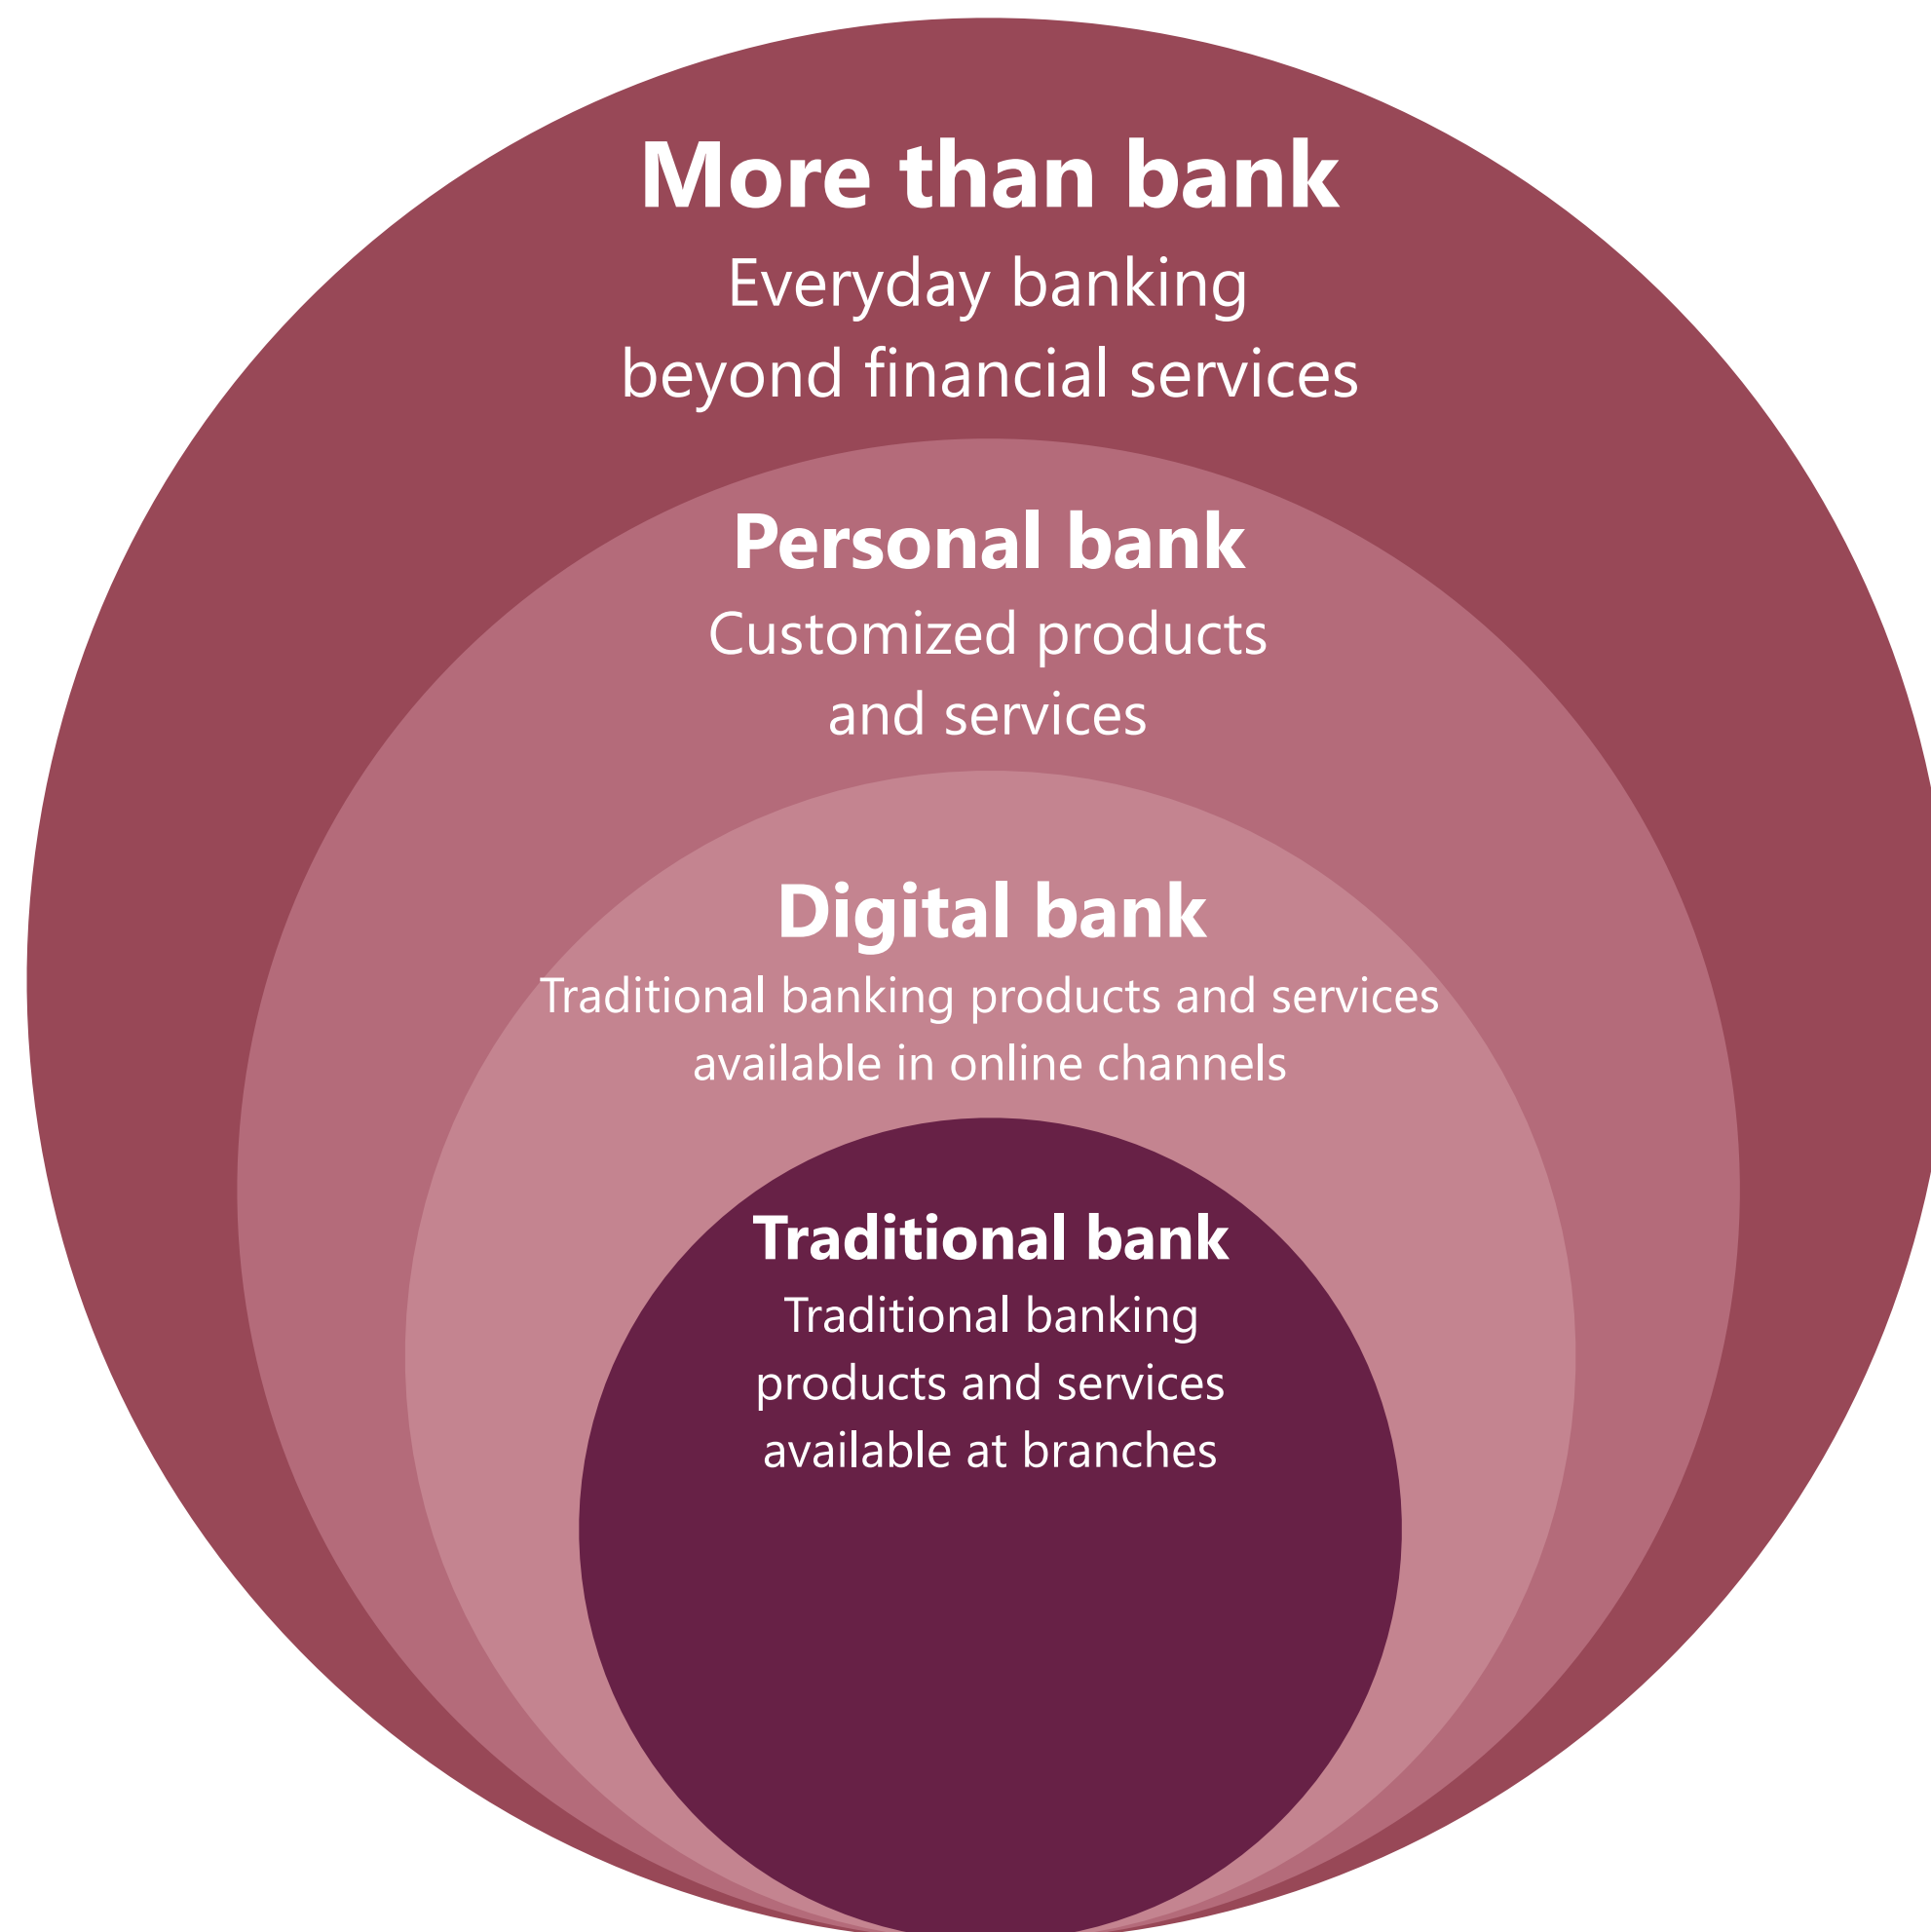 More than bank
Everyday banking
beyond financial services
Personal bank
Customized products
and services
Digital bank
Traditional banking products and services
available in online channels
Traditional bank
Traditional banking
products and services
available at branches